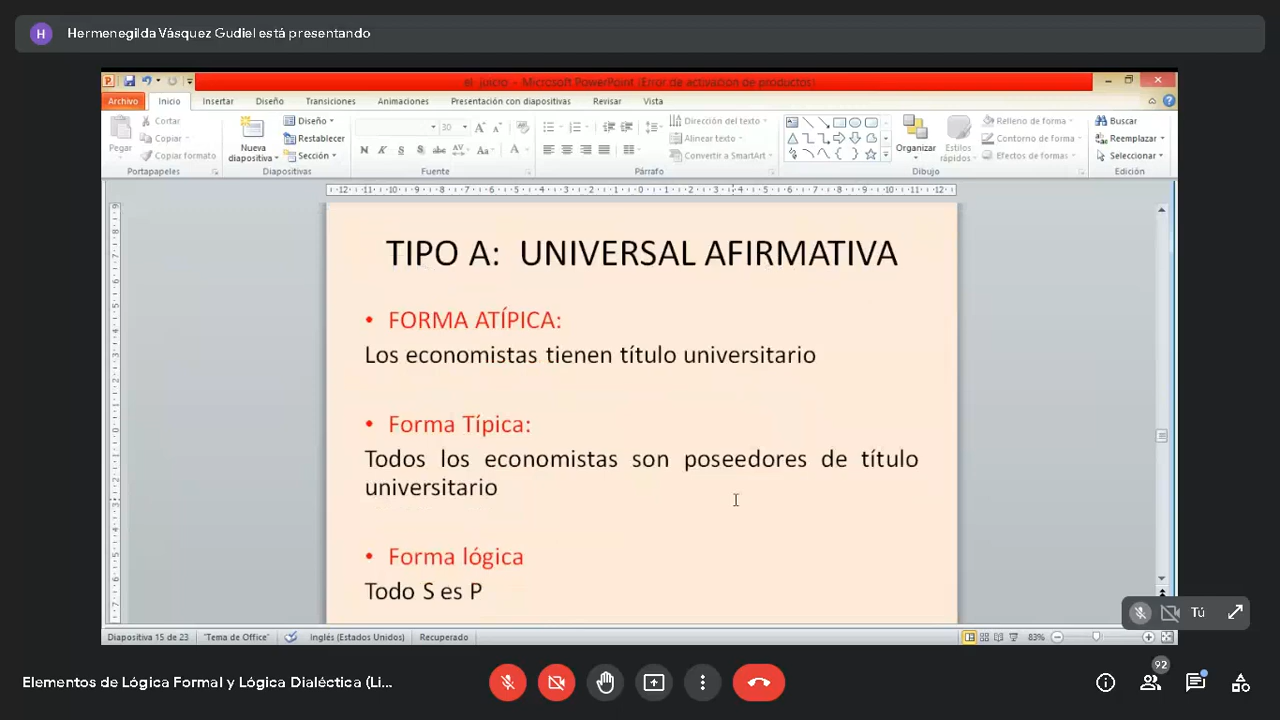 H
Hermenegilda Vásquez Gudiel está presentando
el juicio - Microsoft PowerPoint (Error de activación de productos)
Archivo Inicio Insertar Diseño Transiciones Animaciones Presentación con diapositivas Revisar Vista
Pegar
Cortar
Copiar
Copiar formato
Portapapeles
Nueva diapositiva
Diseño
Restablecer
Sección
Diapositivas
30
N K S abc AV Aa A
Fuente
Dirección del texto
Alinear texto
Convertir a SmartArt
Párrafo
Organizar
Estilos rápidos
Relleno de forma
Contorno de forma
Efectos de formas
Dibujo
Buscar
Reemplazar
Seleccionar
Edición
TIPO A: UNIVERSAL AFIRMATIVA
• FORMA ATÍPICA:
Los economistas tienen título universitario
• Forma Típica:
Todos los economistas son poseedores de título
universitario
• Forma lógica
Todo S es P
Tú
Diapositiva 15 de 23 "Tema de Office" Inglés (Estados Unidos) Recuperado 83%
Elementos de Lógica Formal y Lógica Dialéctica (Li...
92